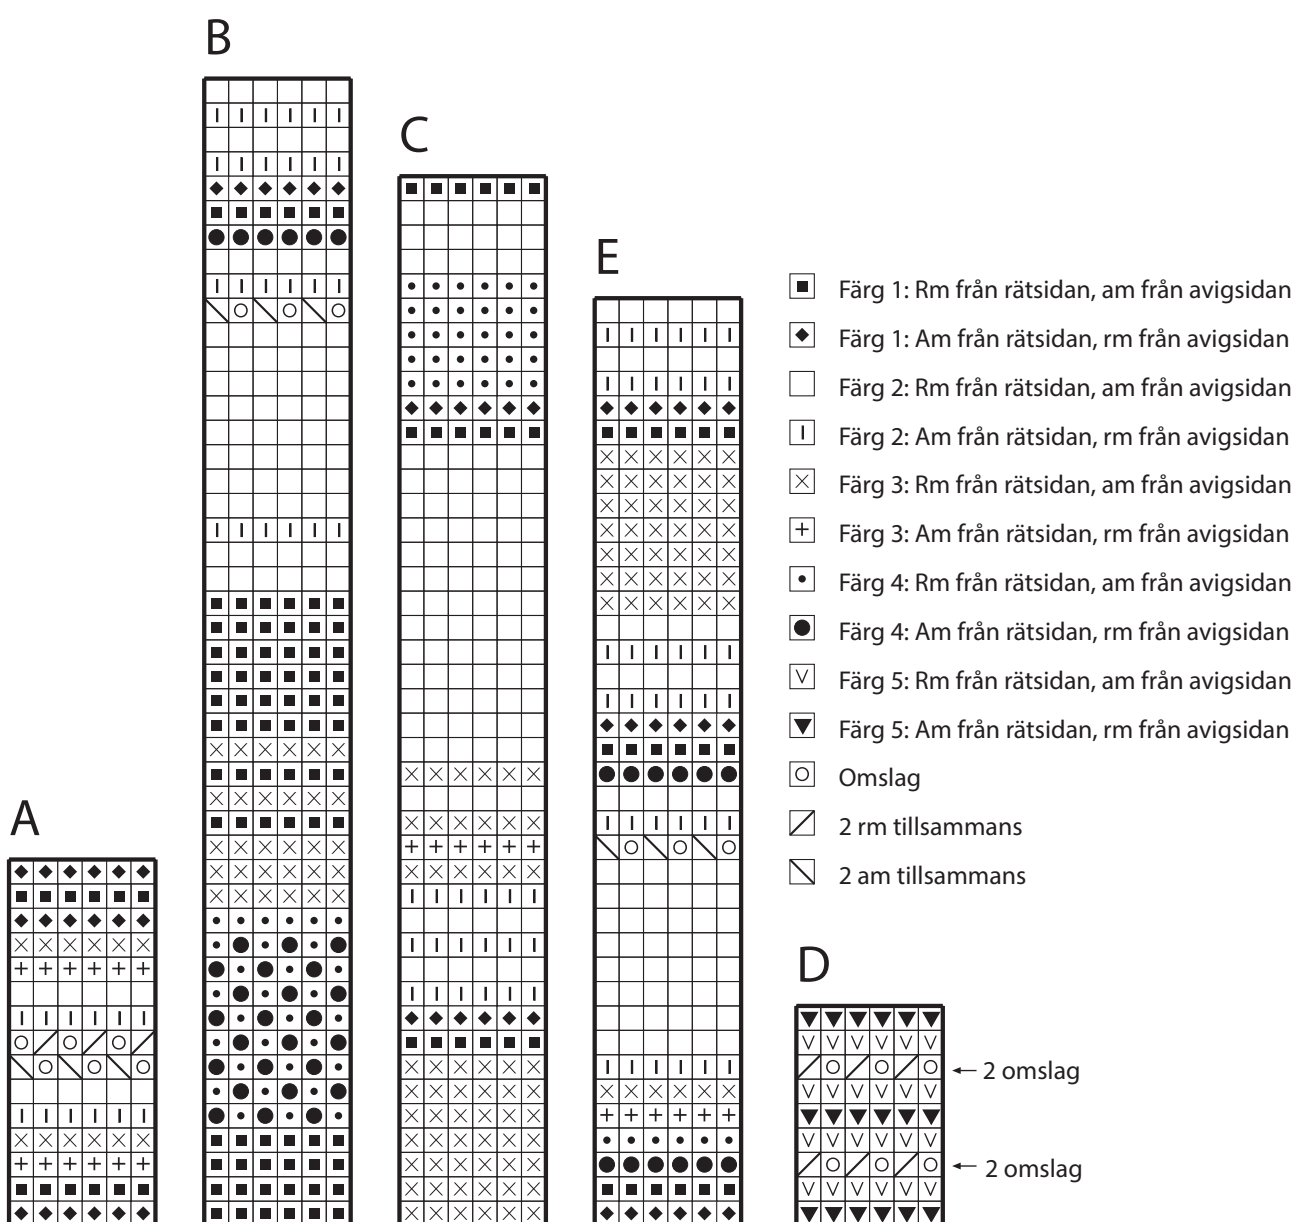 B
C
E
Färg 1: Rm från rätsidan, am från avigsidan
Färg 1: Am från rätsidan, rm från avigsidan
Färg 2: Rm från rätsidan, am från avigsidan
Färg 2: Am från rätsidan, rm från avigsidan
Färg 3: Rm från rätsidan, am från avigsidan
Färg 3: Am från rätsidan, rm från avigsidan
Färg 4: Rm från rätsidan, am från avigsidan
Färg 4: Am från rätsidan, rm från avigsidan
Färg 5: Rm från rätsidan, am från avigsidan
Färg 5: Am från rätsidan, rm från avigsidan
Omslag
2 rm tillsammans
2 am tillsammans
A
D
2 omslag
2 omslag